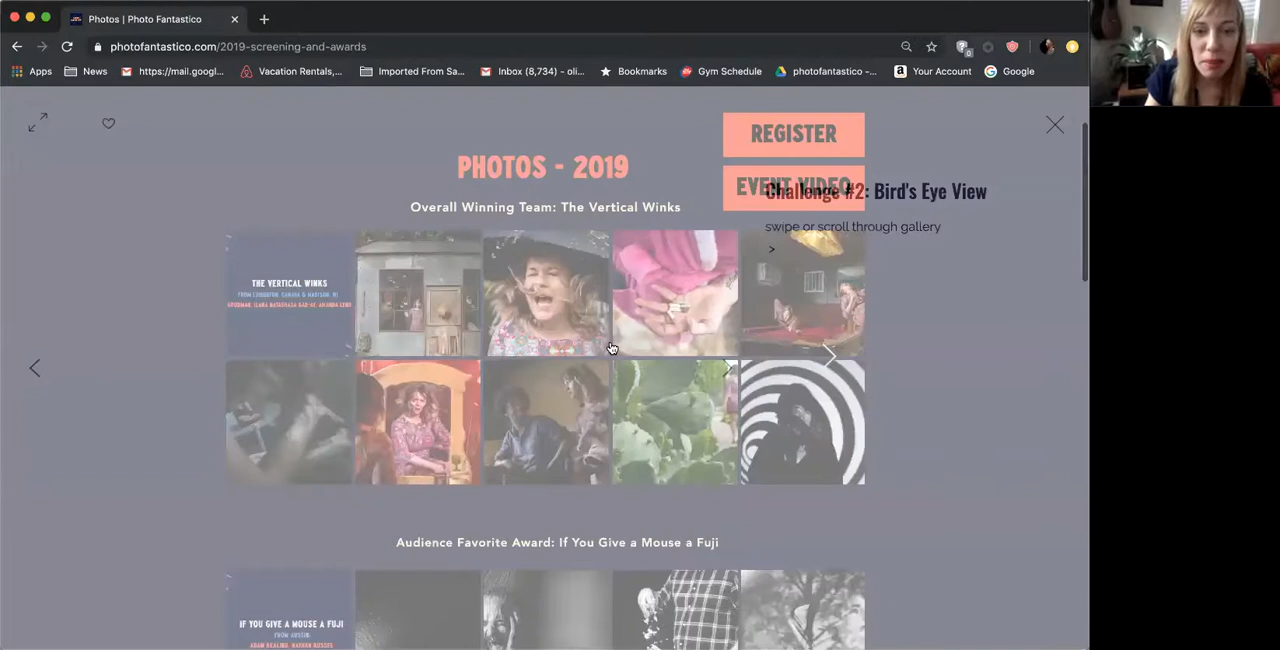 Photos | Photo Fantastico
photofantastico.com/2019-screening-and-awards
0
Apps
News
https://mail.googl...
Vacation Rentals,...
Imported From Sa...
Inbox (8,734) - oli...
Bookmarks
Gym Schedule
photofantastico -...
Your Account
Google
REGISTER
PHOTOS - 2019
EVENT VIDEO
Challenge #2: Bird's Eye View
Overall Winning Team: The Vertical Winks
swipe or scroll through gallery
>
THE VERTICAL WINKS
Audience Favorite Award: If You Give a Mouse a Fuji
IF YOU GIVE A MOUSE A FUJI
FROM AUSTIN